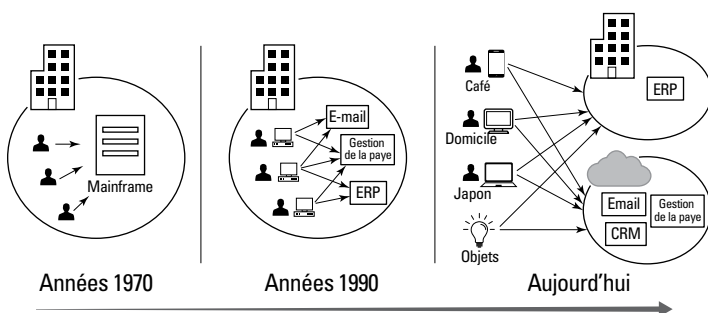 Mainframe
Années 1970
E-mail
Gestion
de la paye
ERP
Années 1990
Café
Domicile
Japon
Objets
ERP
Email
Gestion
de la paye
CRM
Aujourd'hui